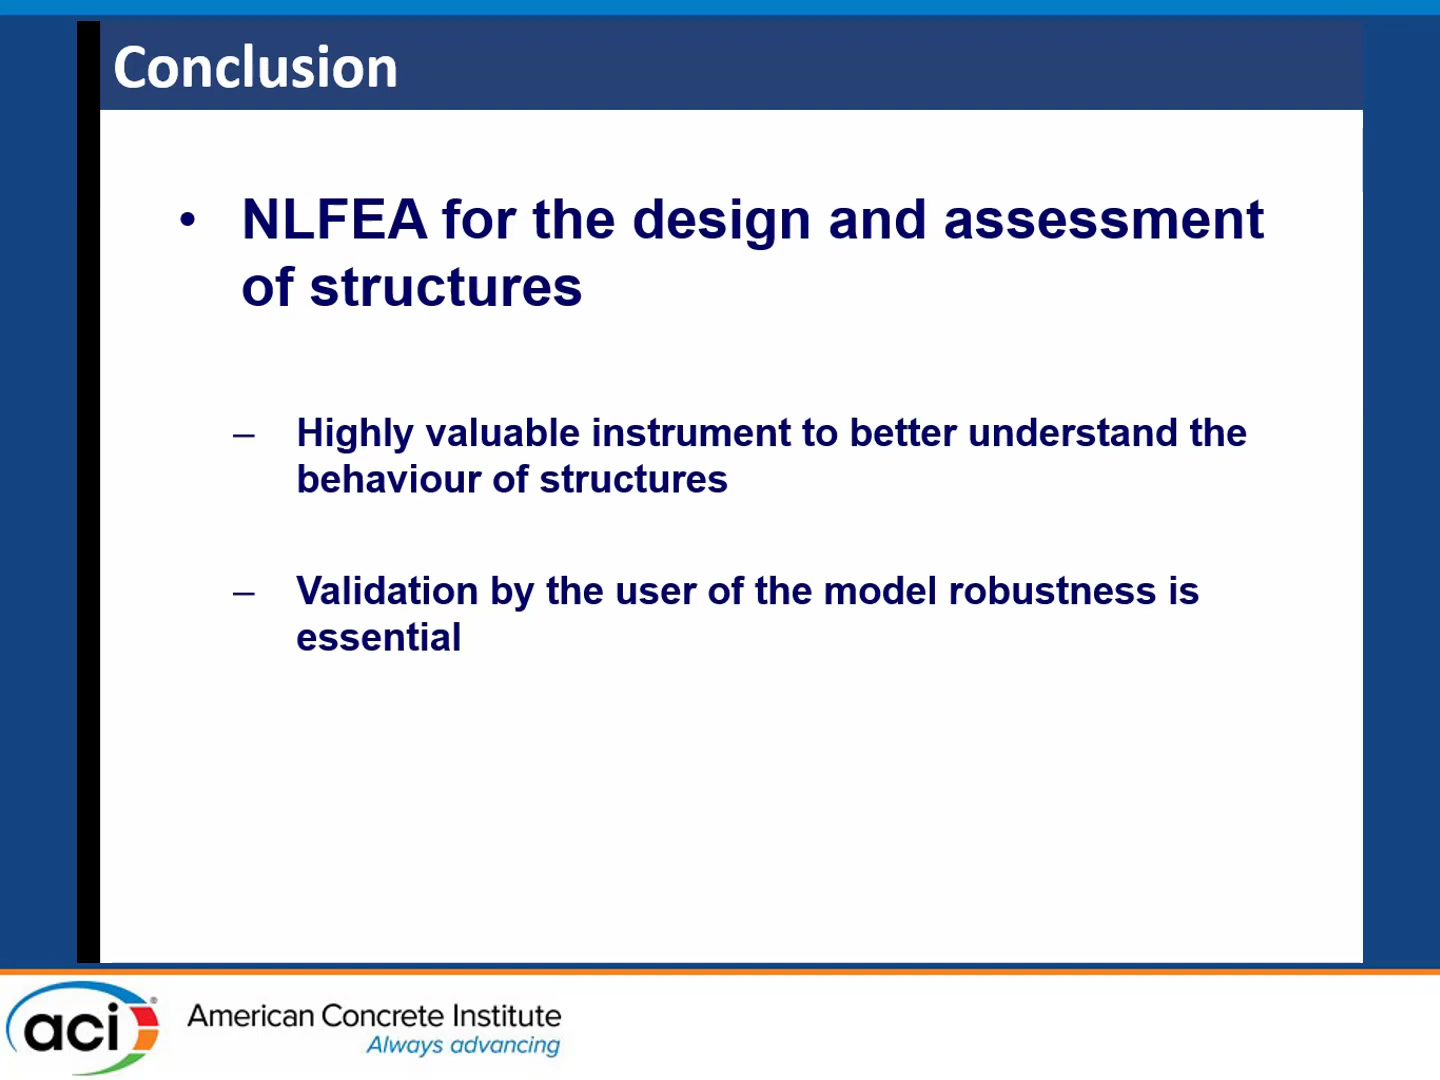 Conclusion
• NLFEA for the design and assessment
of structures
– Highly valuable instrument to better understand the
behaviour of structures
– Validation by the user of the model robustness is
essential
aci®
American Concrete Institute
Always advancing